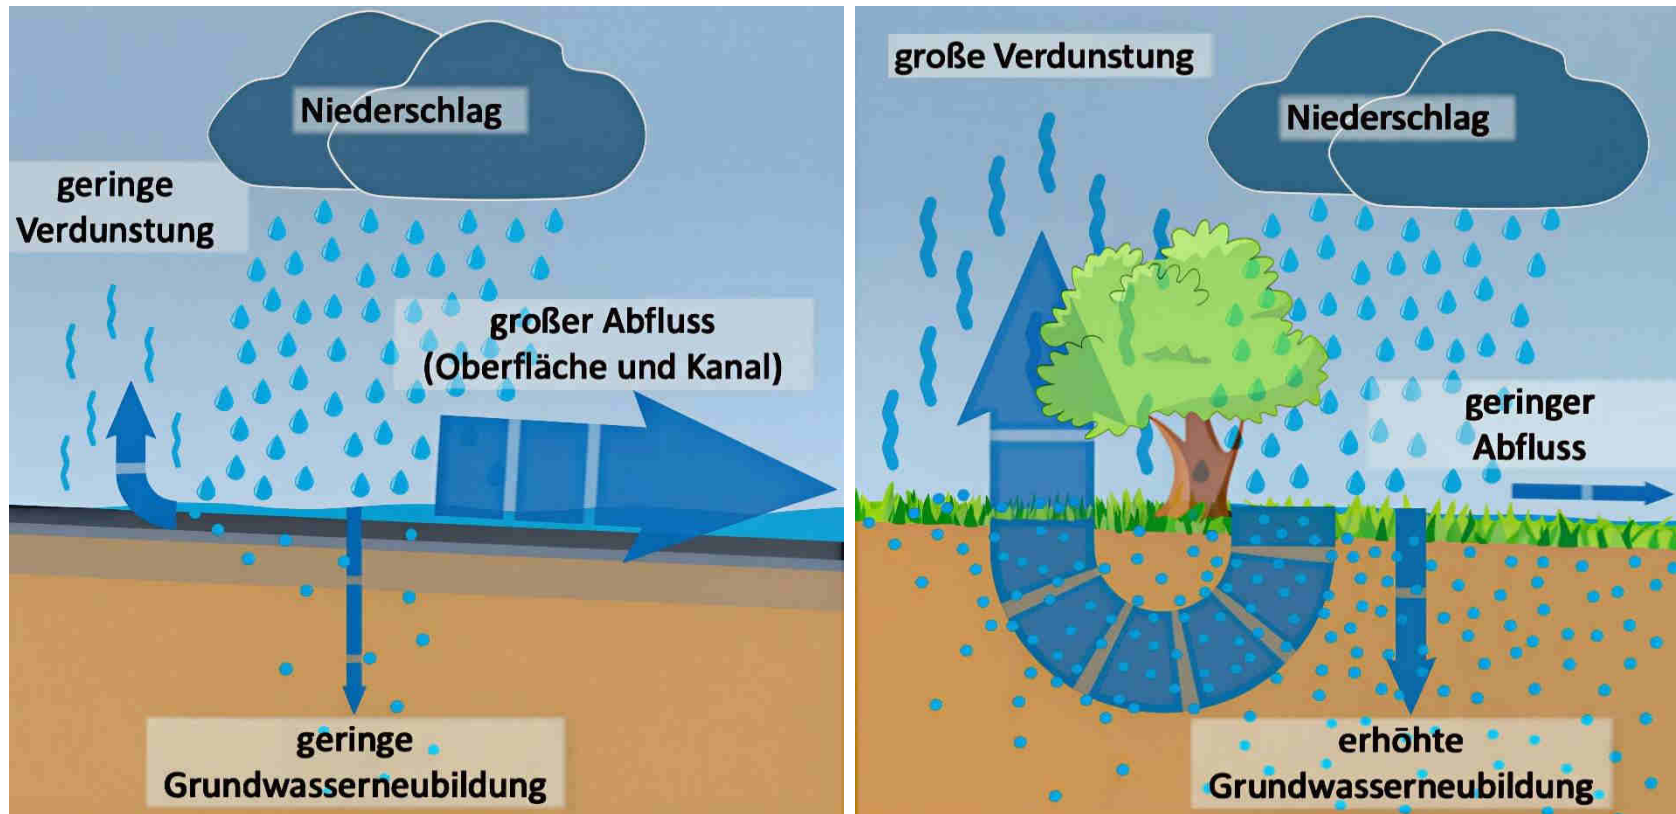 Niederschlag
geringe
Verdunstung
großer Abfluss
(Oberfläche und Kanal)
geringe
Grundwasserneubildung
große Verdunstung
Niederschlag
geringer
Abfluss
erhöhte
Grundwasserneubildung